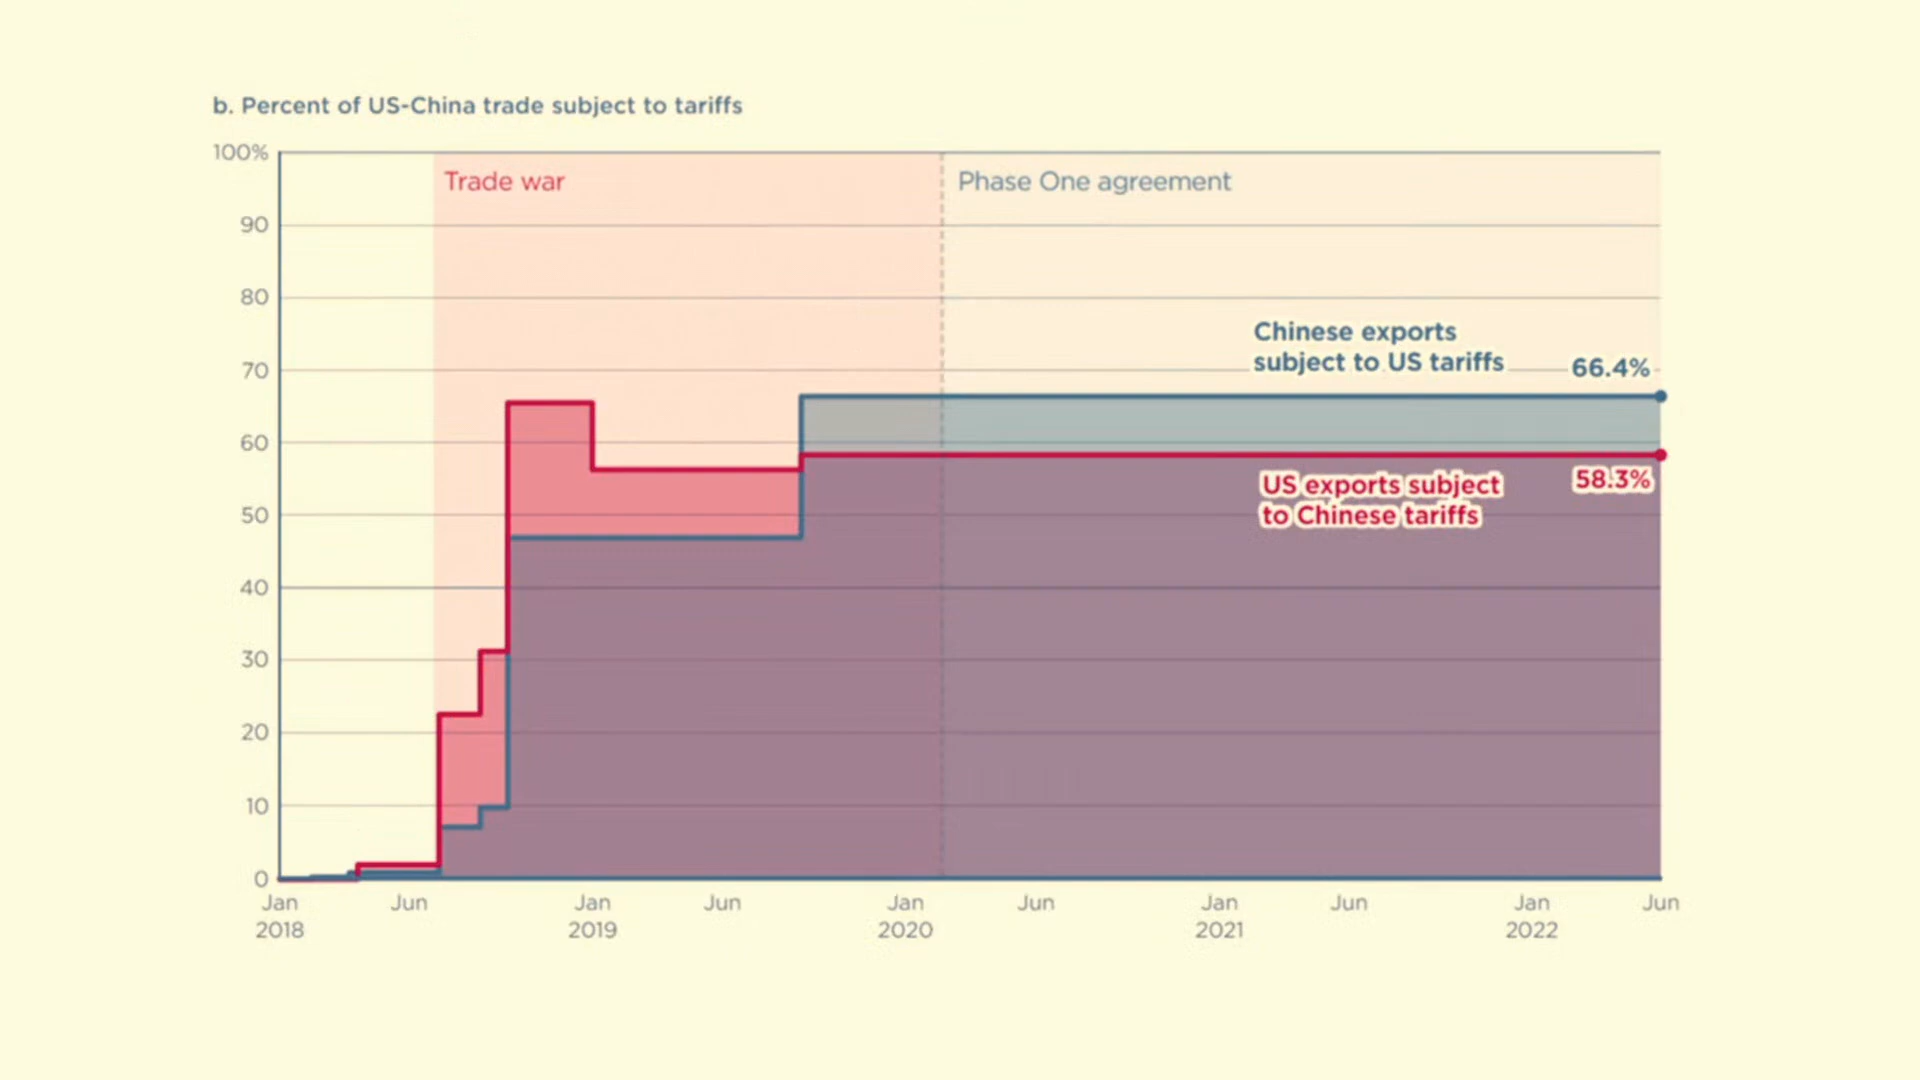 b. Percent of US-China trade subject to tariffs
100%
Trade war
Phase One agreement
90
80
Chinese exports
subject to US tariffs
66.4%
70
60
US exports subject
to Chinese tariffs
58.3%
50
40
30
20
10
0
Jan Jun Jan Jun Jan Jun Jan Jun Jan Jun
2018 2019 2020 2021 2022